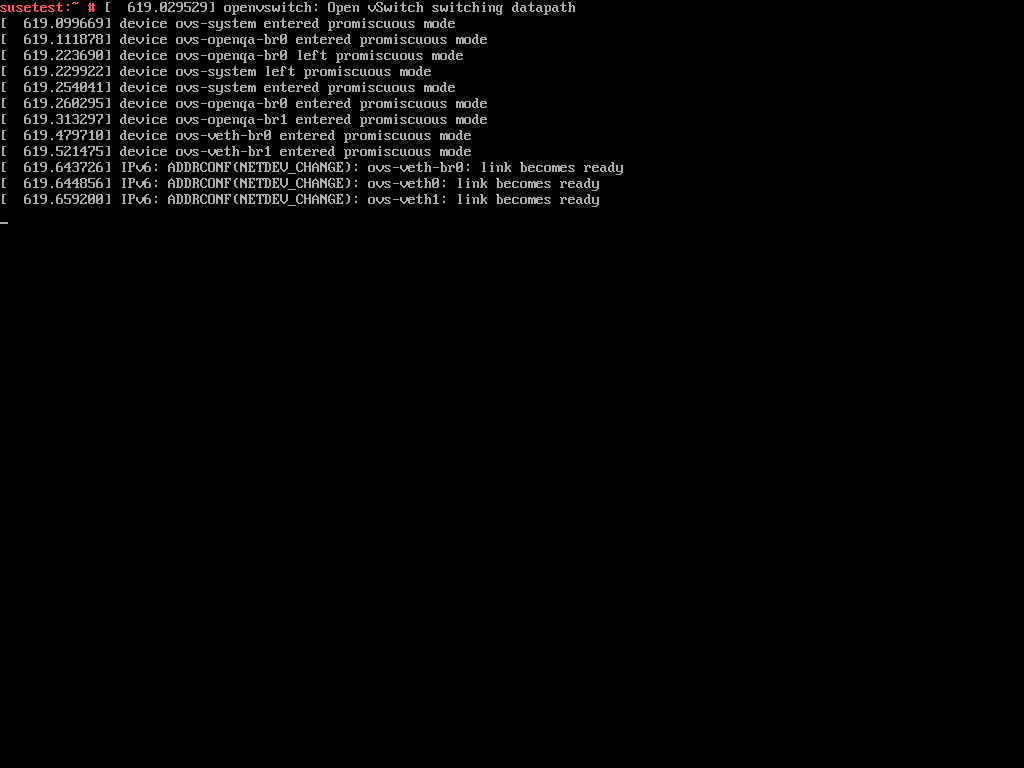 susetest:~ # [  619.029529] openvswitch: Open vSwitch switching datapath
[  619.099669] device ovs-system entered promiscuous mode
[  619.111878] device ovs-openqa-br0 entered promiscuous mode
[  619.223690] device ovs-openqa-br0 left promiscuous mode
[  619.229922] device ovs-system left promiscuous mode
[  619.254041] device ovs-system entered promiscuous mode
[  619.260295] device ovs-openqa-br0 entered promiscuous mode
[  619.313297] device ovs-openqa-br1 entered promiscuous mode
[  619.479710] device ovs-veth-br0 entered promiscuous mode
[  619.521475] device ovs-veth-br1 entered promiscuous mode
[  619.643726] IPv6: ADDRCONF(NETDEV_CHANGE): ovs-veth-br0: link becomes ready
[  619.644856] IPv6: ADDRCONF(NETDEV_CHANGE): ovs-veth0: link becomes ready
[  619.659200] IPv6: ADDRCONF(NETDEV_CHANGE): ovs-veth1: link becomes ready